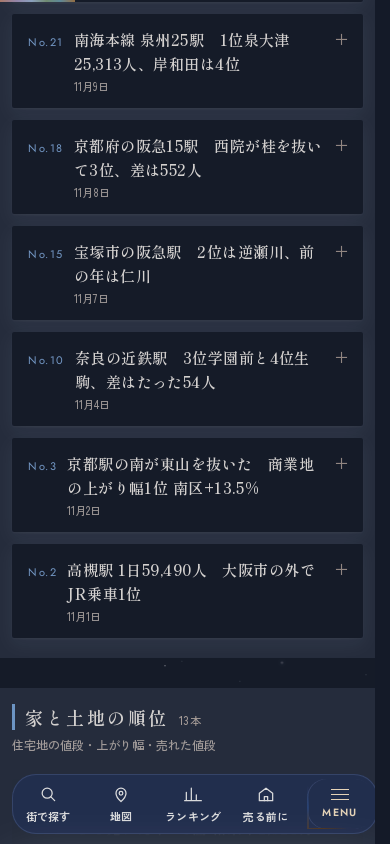 No.21 南海本線 泉州25駅　1位泉大津
25,313人、岸和田は4位
11月9日
No.18 京都府の阪急15駅　西院が桂を抜い
て3位、差は552人
11月8日
No.15 宝塚市の阪急駅　2位は逆瀬川、前
の年は仁川
11月7日
No.10 奈良の近鉄駅　3位学園前と4位生
駒、差はたった54人
11月4日
No.3 京都駅の南が東山を抜いた　商業地
の上がり幅1位 南区+13.5%
11月2日
No.2 高槻駅 1日59,490人　大阪市の外で
JR乗車1位
11月1日
家と土地の順位 13本
住宅地の値段・上がり幅・売れた値段
街で探す 地図 ランキング 売る前に MENU